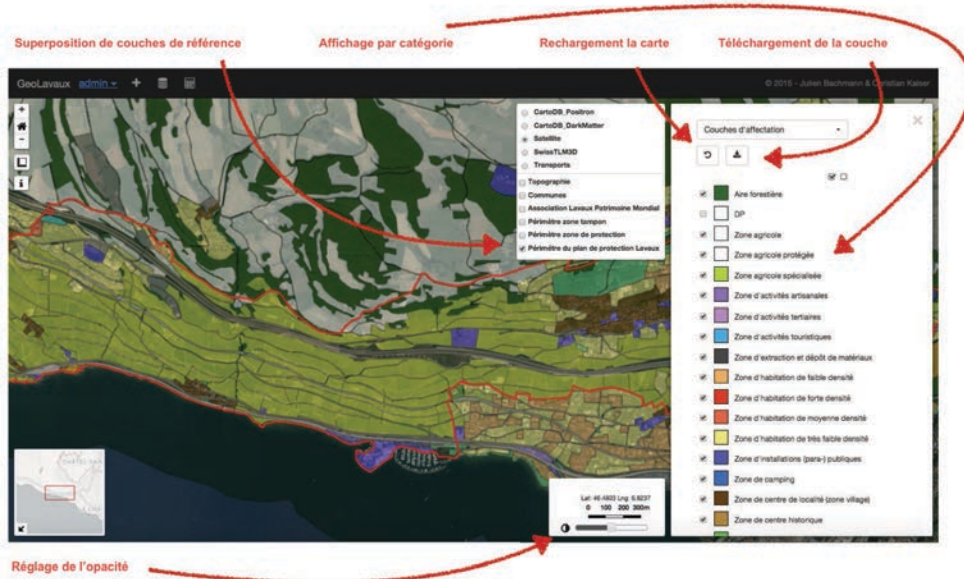 Superposition de couches de référence
Affichage par catégorie
Rechargement la carte
Téléchargement de la couche
GeoLavaux admin
© 2015 - Julien Bachmann & Christian Kaiser
CartoDB_Positron
CartoDB_DarkMatter
Satellite
SwissTLM3D
Transports
Topographie
Communes
Association Lavaux Patrimoine Mondial
Périmètre zone tampon
Périmètre zone de protection
Périmètre du plan de protection Lavaux
Couches d'affectation
Aire forestière
DP
Zone agricole
Zone agricole protégée
Zone agricole spécialisée
Zone d'activités artisanales
Zone d'activités tertiaires
Zone d'activités touristiques
Zone d'extraction et dépôt de matériaux
Zone d'habitation de faible densité
Zone d'habitation de forte densité
Zone d'habitation de moyenne densité
Zone d'habitation de très faible densité
Zone d'installations (para-) publiques
Zone de camping
Zone de centre de localité (zone village)
Zone de centre historique
Lat: 46.4803 Lng: 6.8237
0 100 200 300m
Réglage de l'opacité